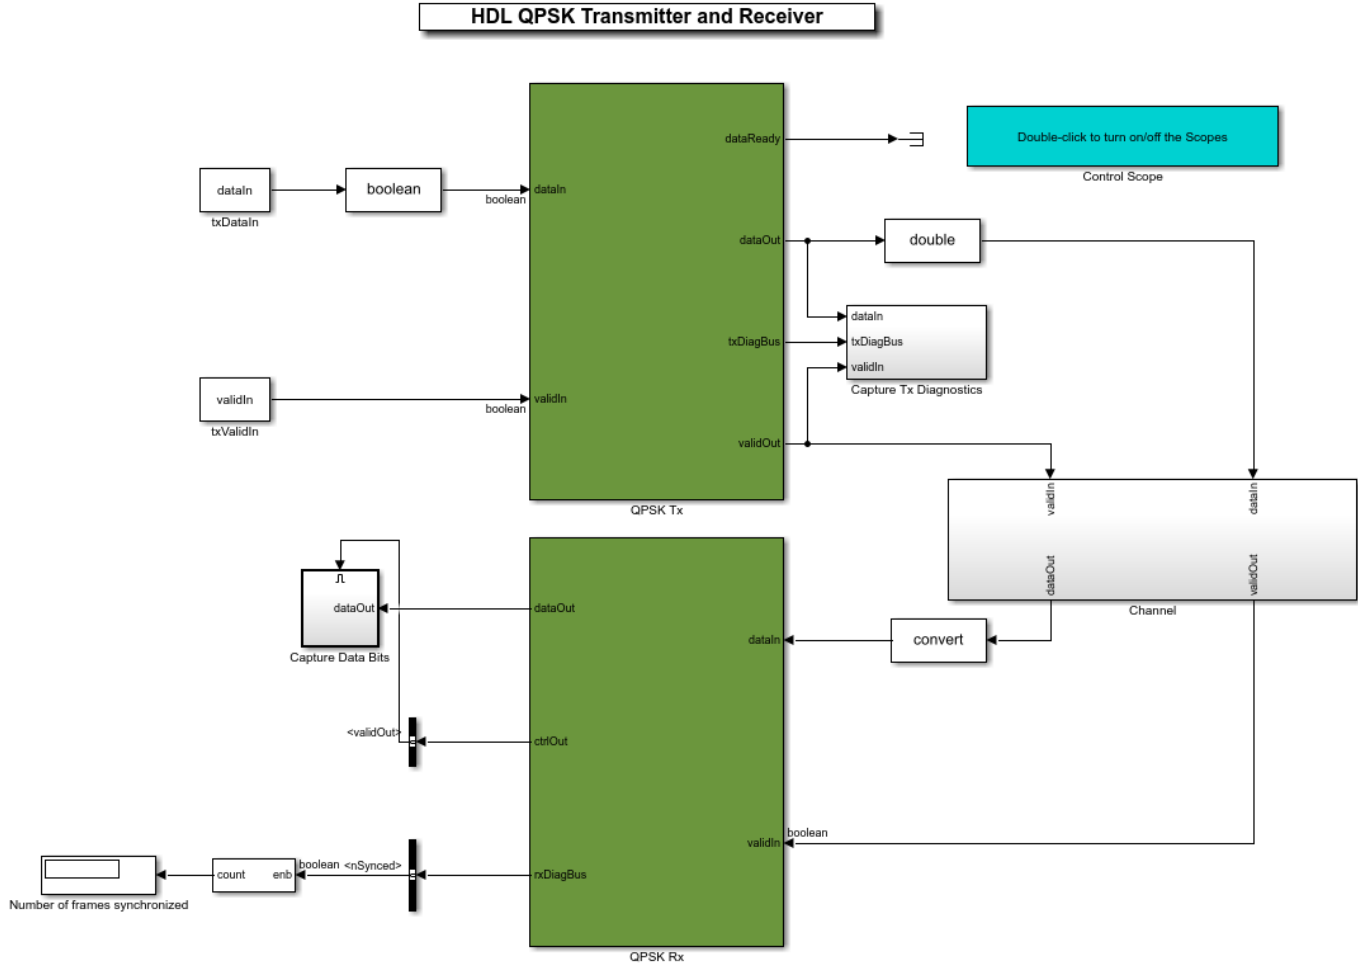 HDL QPSK Transmitter and Receiver
dataIn
txDataIn
boolean
boolean
dataIn
validIn
txValidIn
boolean
validIn
dataReady
dataOut
txDiagBus
validOut
QPSK Tx
Double-click to turn on/off the Scopes
Control Scope
double
dataIn
txDiagBus
validIn
Capture Tx Diagnostics
validIn
dataIn
dataOut
validOut
Channel
convert
dataOut
Capture Data Bits
dataOut
dataIn
<validOut>
ctrlOut
validIn
boolean
rxDiagBus
QPSK Rx
<nSynced>
boolean
count
enb
Number of frames synchronized